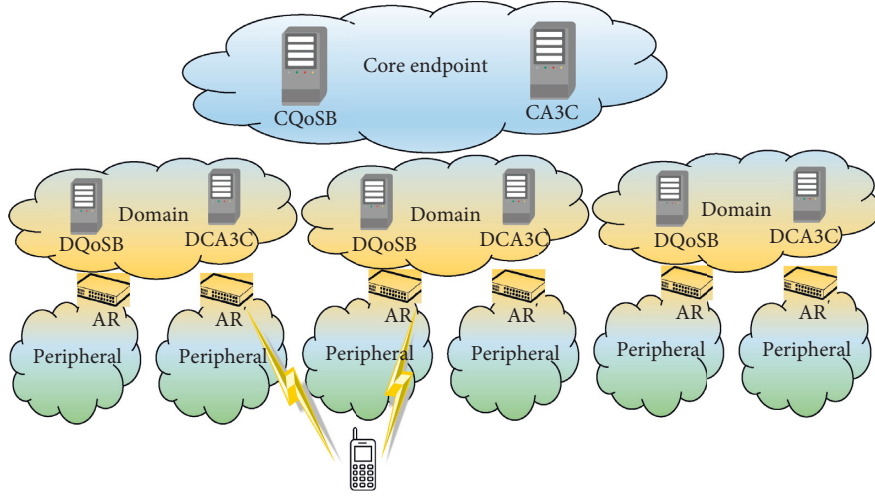 Core endpoint
CQoSB
CA3C
Domain
DQoSB
DCA3C
Domain
DQoSB
DCA3C
Domain
DQoSB
DCA3C
AR
AR
AR
AR
AR
AR
Peripheral
Peripheral
Peripheral
Peripheral
Peripheral
Peripheral